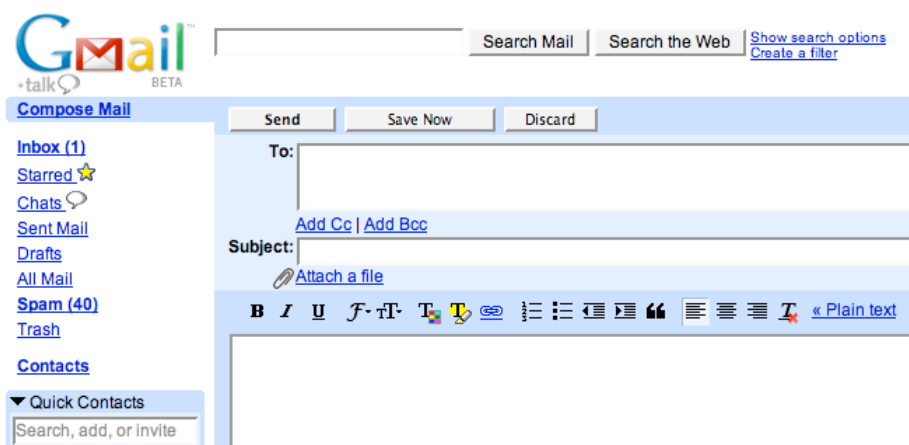 Gmail™
+talk BETA
Search Mail Search the Web Show search options
Create a filter
Compose Mail
Send Save Now Discard
Inbox (1)
Starred
Chats
Sent Mail
Drafts
All Mail
Spam (40)
Trash
Contacts
Quick Contacts
Search, add, or invite
To:
Add Cc | Add Bcc
Subject:
Attach a file
B I U F T T T T « Plain text